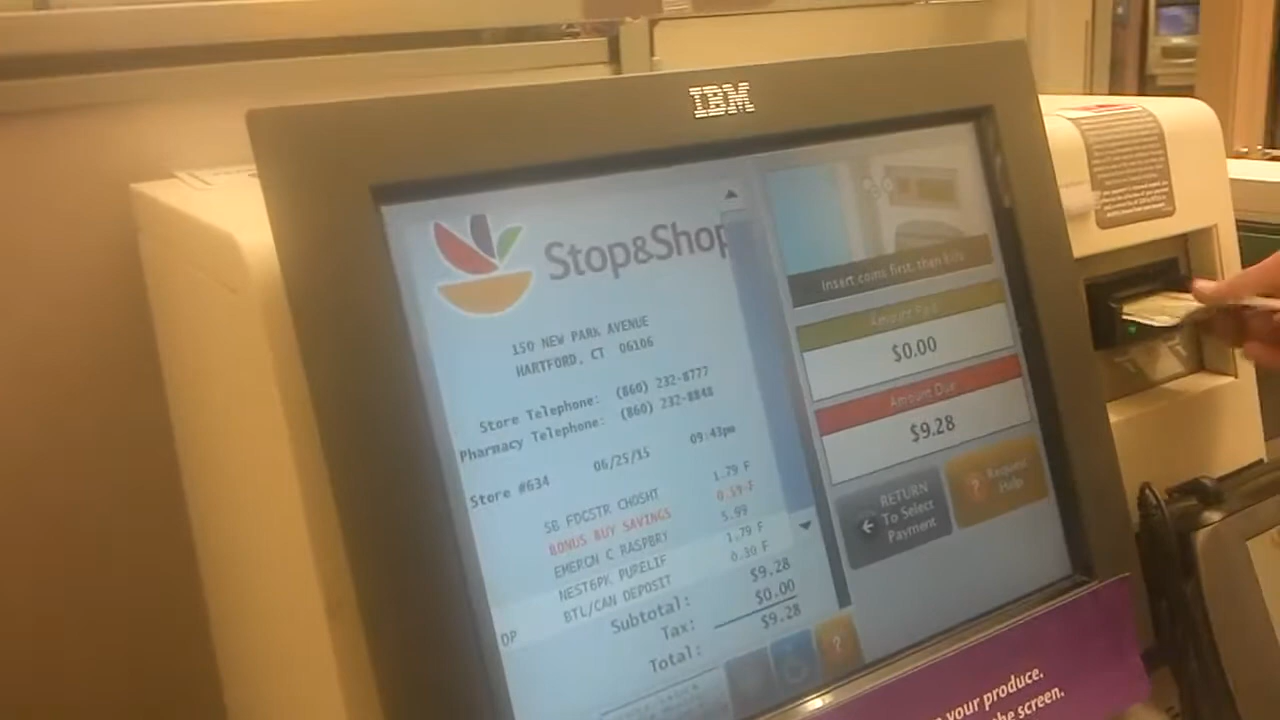 IBM
Stop&Shop
150 NEW PARK AVENUE
HARTFORD, CT 06106
Store Telephone: (860) 232-8777
Pharmacy Telephone: (860) 232-8848
Store #634 06/25/15 09:43pm
SB FDGSTR CHOSHT 1.79 F
BONUS BUY SAVINGS 0.59-F
EMERGN C RASPBRY 5.99
NEST6PK PURELIF 1.79 F
BTL/CAN DEPOSIT 0.30 F
OP Subtotal: $9.28
Tax: $0.00
Total: $9.28
Insert coins first, then bills
Amount Paid
$0.00
Amount Due
$9.28
RETURN
To Select
Payment
? Request
Help
?
your produce.
the screen.